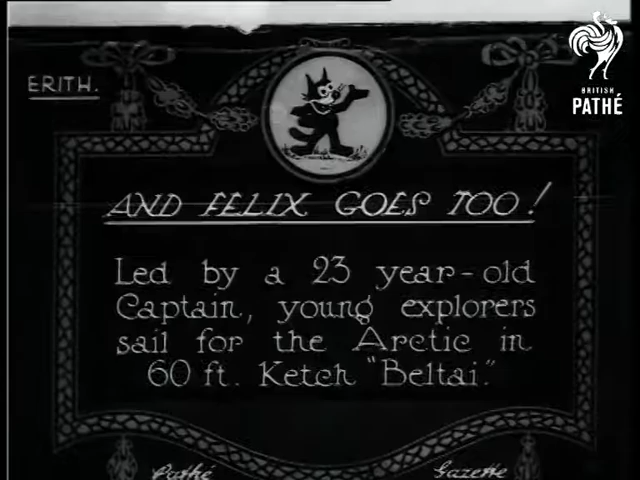 ERITH.
BRITISH
PATHÉ
AND FELIX GOES TOO!
Led by a 23 year-old
Captain, young explorers
sail for the Arctic in
60 ft. Ketch "Beltai."
Pathé Gazette